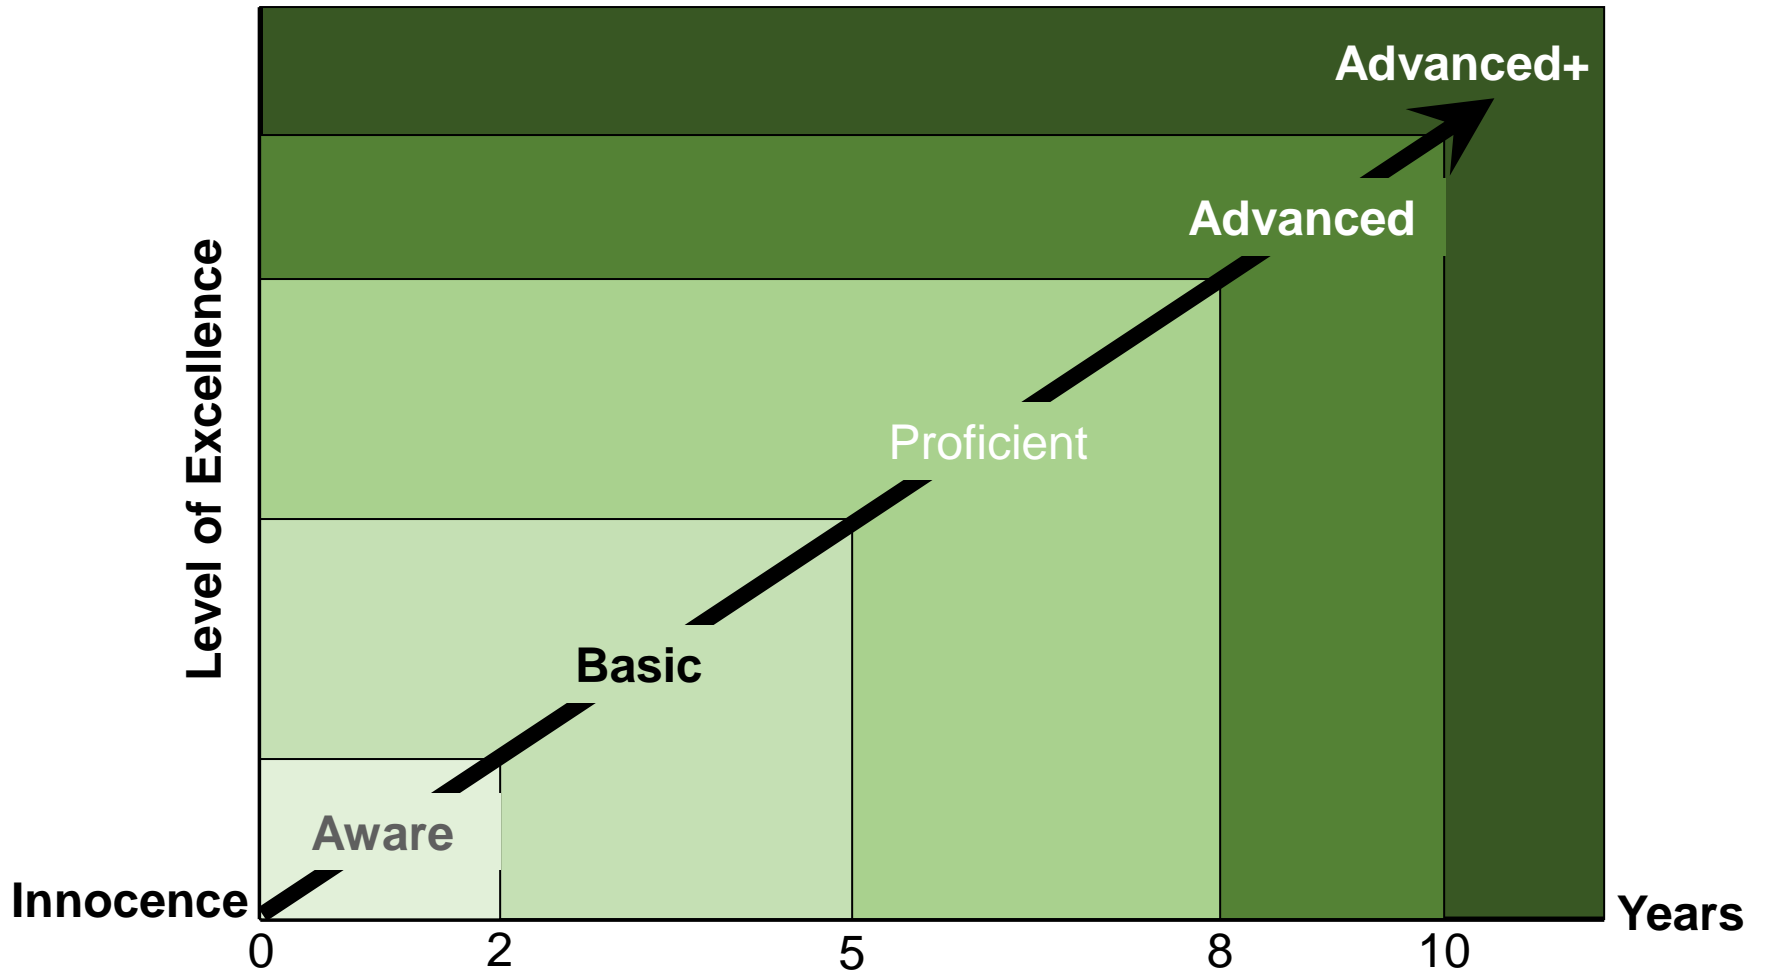 Advanced+
Advanced
Level of Excellence
Proficient
Basic
Aware
Innocence
Years
0 2 5 8 10